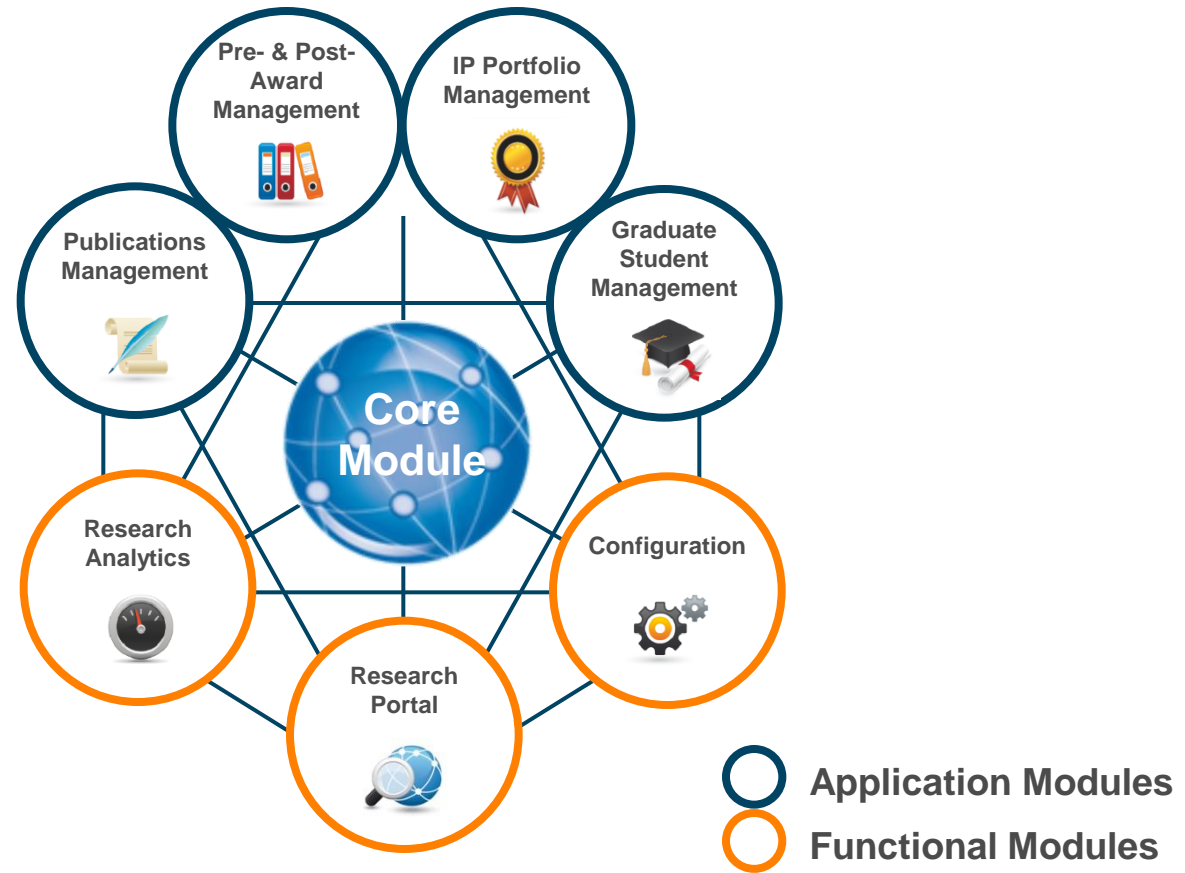 Pre- & Post-
Award
Management
IP Portfolio
Management
Publications
Management
Graduate
Student
Management
Core
Module
Research
Analytics
Configuration
Research
Portal
Application Modules
Functional Modules